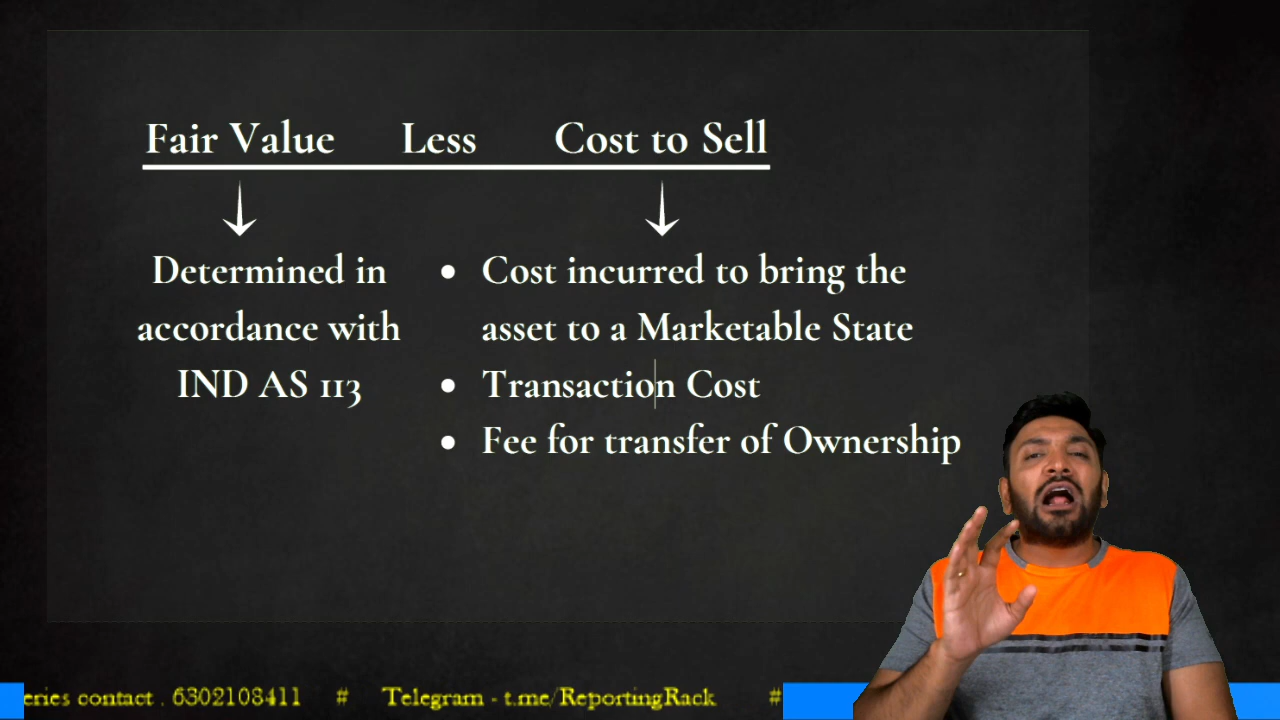 Fair Value Less Cost to Sell
Determined in
accordance with
IND AS 113
• Cost incurred to bring the
asset to a Marketable State
• Transaction Cost
• Fee for transfer of Ownership
eries contact . 6302108411 # Telegram - t.me/ReportingRack #